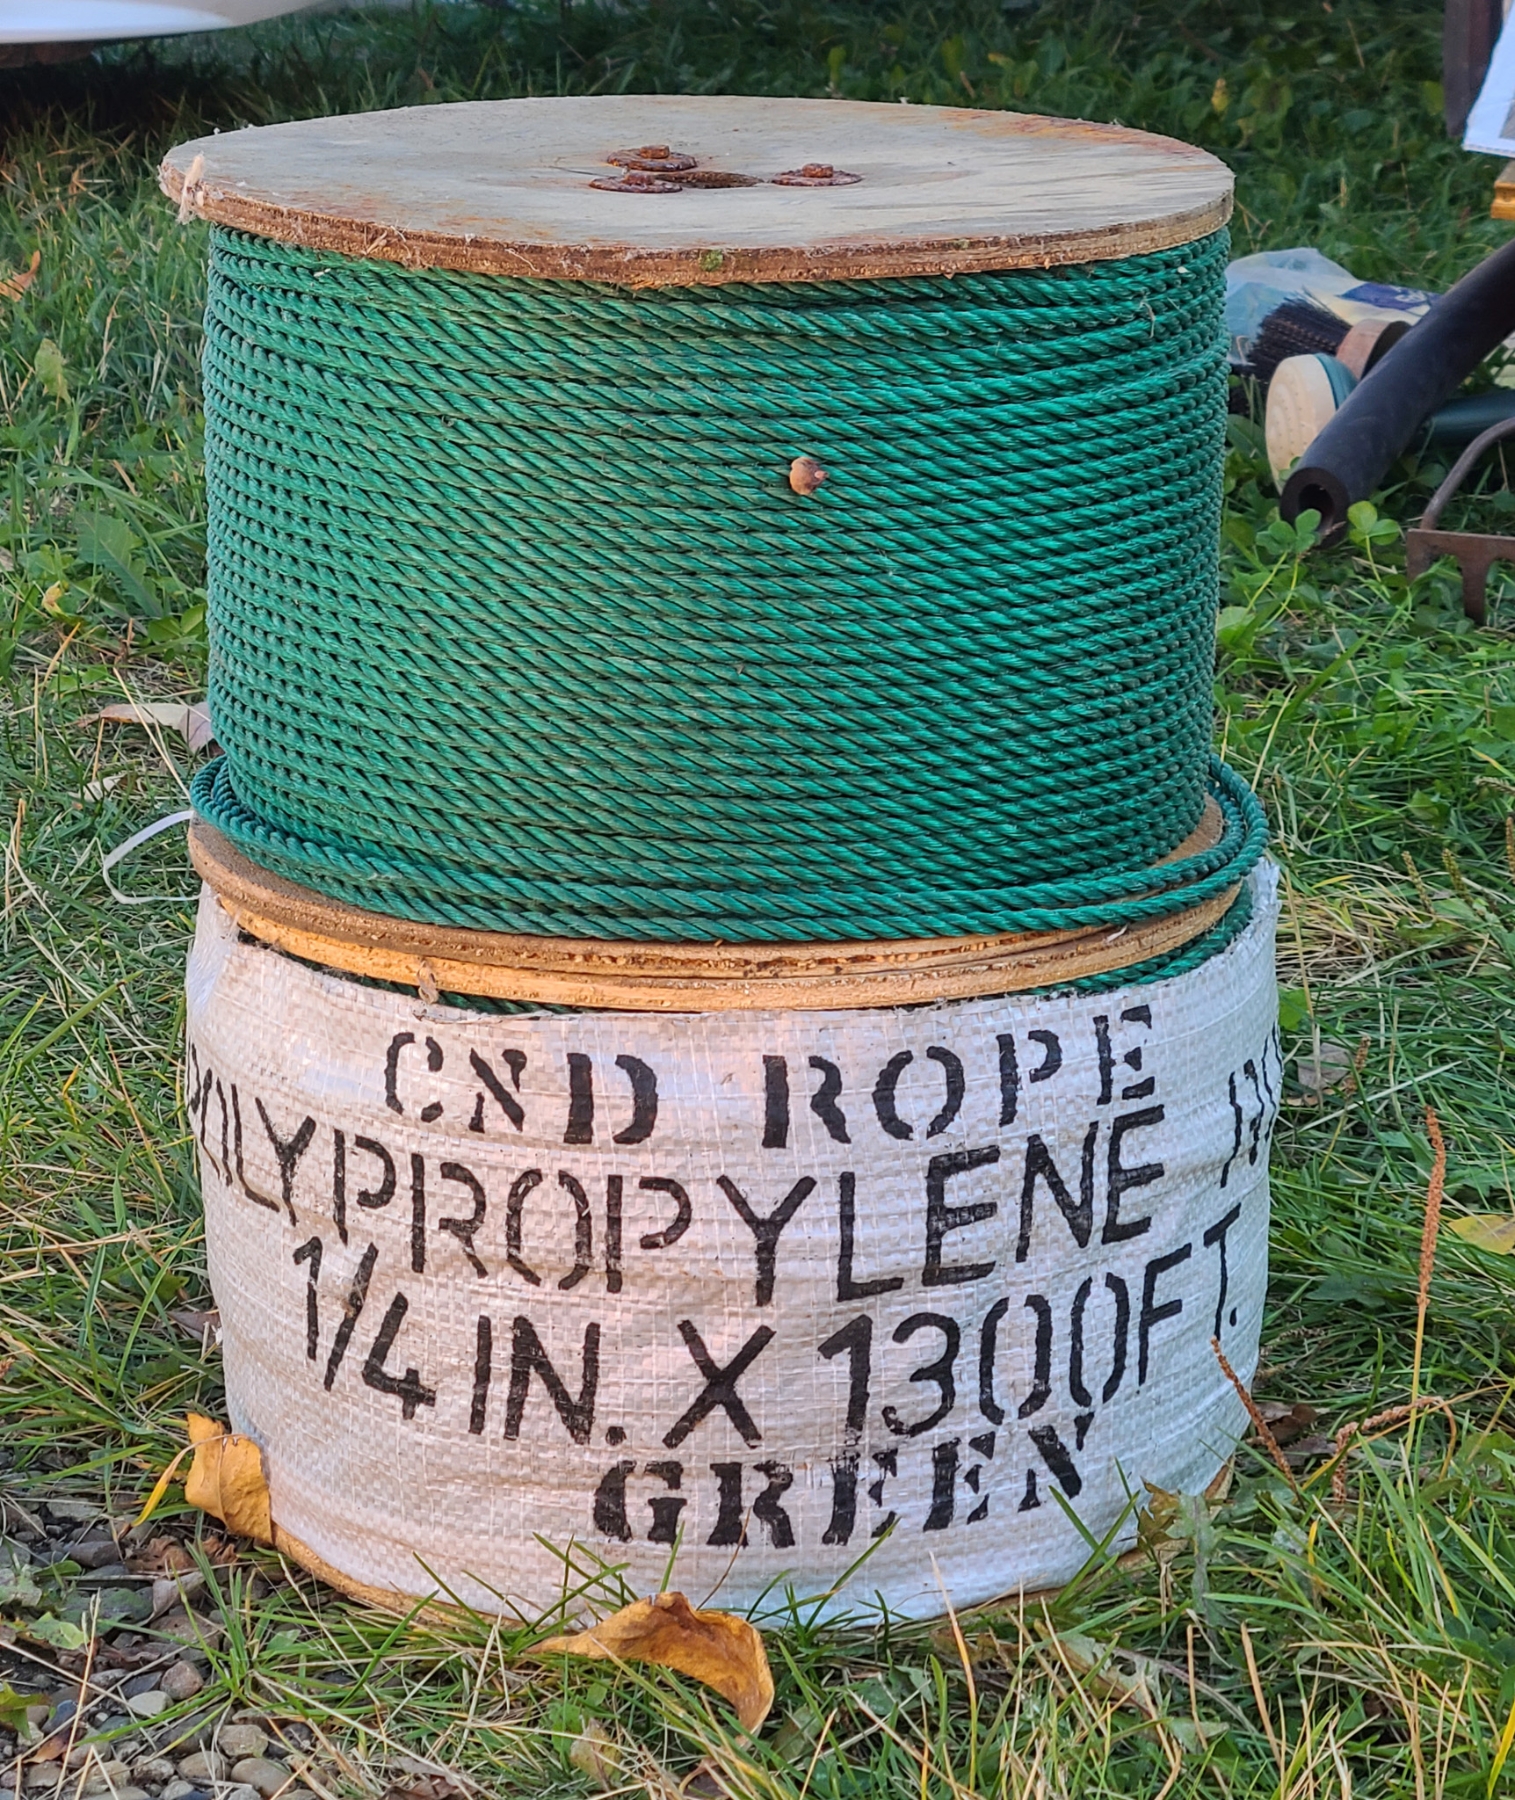 CND ROPE
POLYPROPYLENE
1/4 IN. X 1300FT.
GREEN